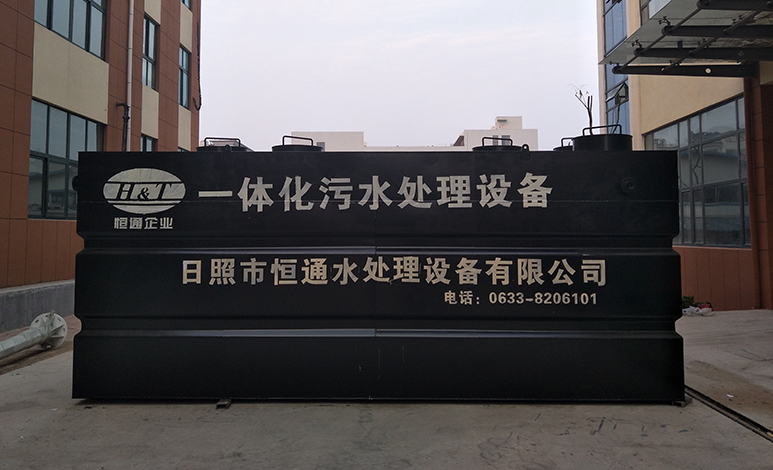 H&T
恒通企业
一体化污水处理设备
日照市恒通水处理设备有限公司
电话：0633-8206101